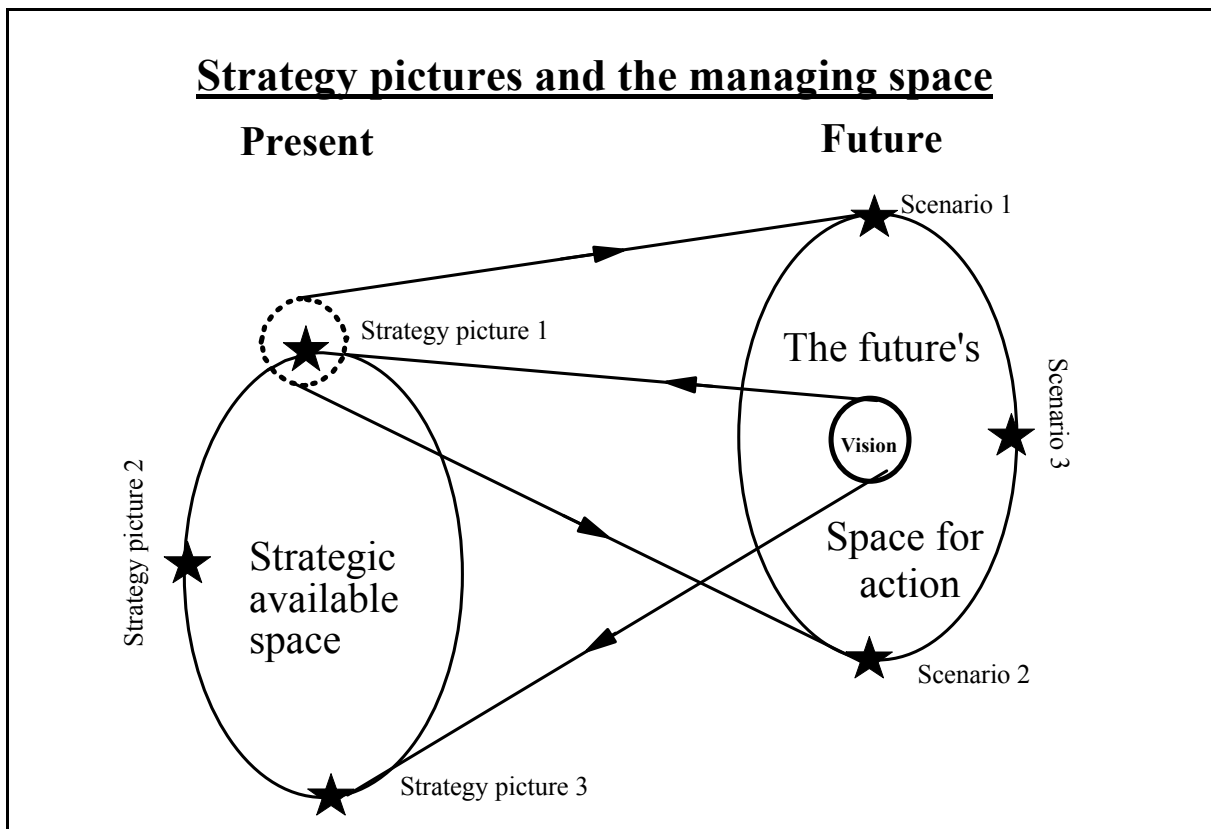 Strategy pictures and the managing space
Present
Future
Scenario 1
Strategy picture 1
The future's
Scenario 3
Vision
Strategy picture 2
Strategic
available
space
Space for
action
Scenario 2
Strategy picture 3